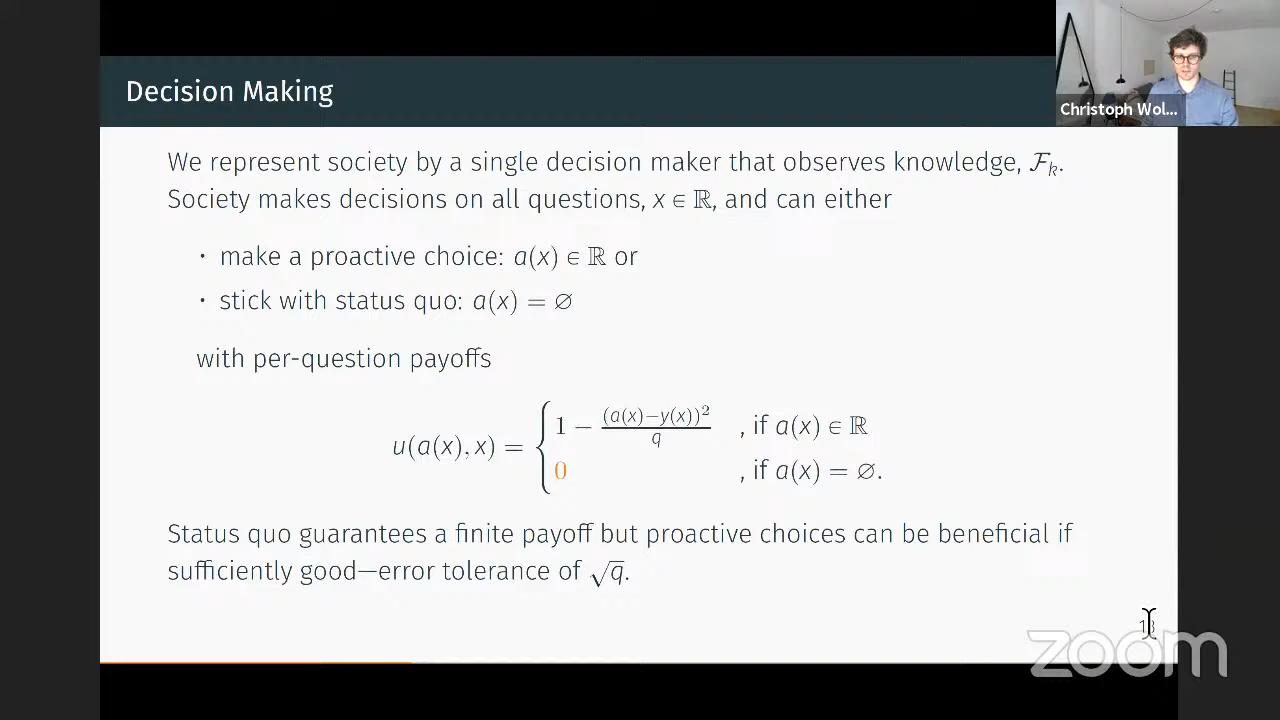 Decision Making
Christoph Wol...
We represent society by a single decision maker that observes knowledge, ℱₖ.
Society makes decisions on all questions, x ∈ ℝ, and can either
• make a proactive choice: a(x) ∈ ℝ or
• stick with status quo: a(x) = ∅
with per-question payoffs
u(a(x), x) = { 1 − (a(x)−y(x))² / q , if a(x) ∈ ℝ
0 , if a(x) = ∅.
Status quo guarantees a finite payoff but proactive choices can be beneficial if
sufficiently good—error tolerance of √q.
zoom